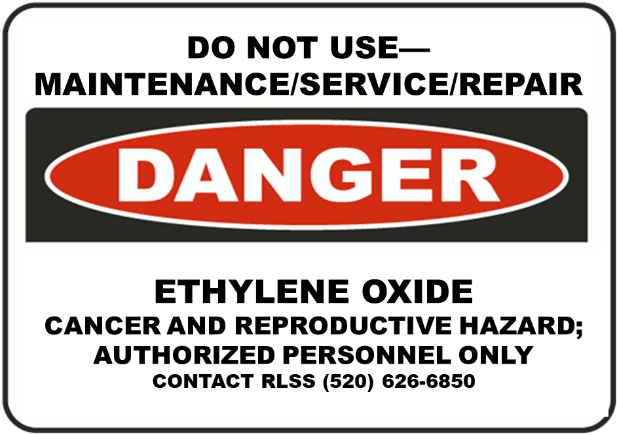 DO NOT USE—
MAINTENANCE/SERVICE/REPAIR
DANGER
ETHYLENE OXIDE
CANCER AND REPRODUCTIVE HAZARD;
AUTHORIZED PERSONNEL ONLY
CONTACT RLSS (520) 626-6850